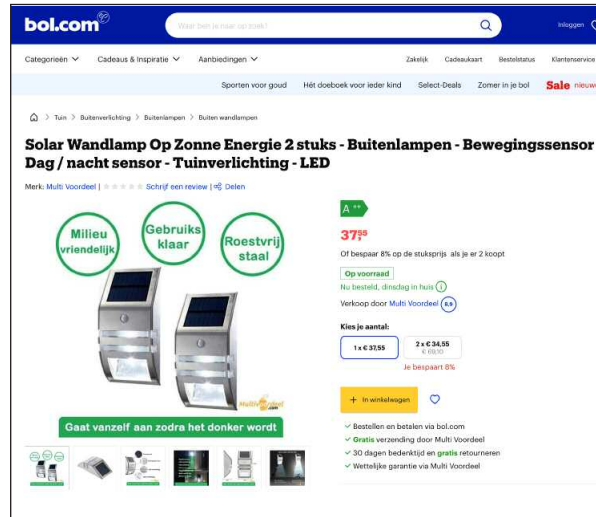 bol.com
Waar ben je naar op zoek?
Inloggen
Categorieën
Cadeaus & Inspiratie
Aanbiedingen
Zakelijk
Cadeaukaart
Bestelstatus
Klantenservice
Sporten voor goud
Hét doeboek voor ieder kind
Select-Deals
Zomer in je bol
Sale nieuw
Tuin > Buitenverlichting > Buitenlampen > Buiten wandlampen
Solar Wandlamp Op Zonne Energie 2 stuks - Buitenlampen - Bewegingssensor
Dag / nacht sensor - Tuinverlichting - LED
Merk: Multi Voordeel | Schrijf een review | Delen
Milieu
vriendelijk
Gebruiks
klaar
Roestvrij
staal
Multivoordeel
.com
Gaat vanzelf aan zodra het donker wordt
A ++
37,55
Of bespaar 8% op de stuksprijs als je er 2 koopt
Op voorraad
Nu besteld, dinsdag in huis
Verkoop door Multi Voordeel 8,9
Kies je aantal:
1 x € 37,55
2 x € 34,55
€ 69,10
Je bespaart 8%
+ In winkelwagen
Bestellen en betalen via bol.com
Gratis verzending door Multi Voordeel
30 dagen bedenktijd en gratis retourneren
Wettelijke garantie via Multi Voordeel